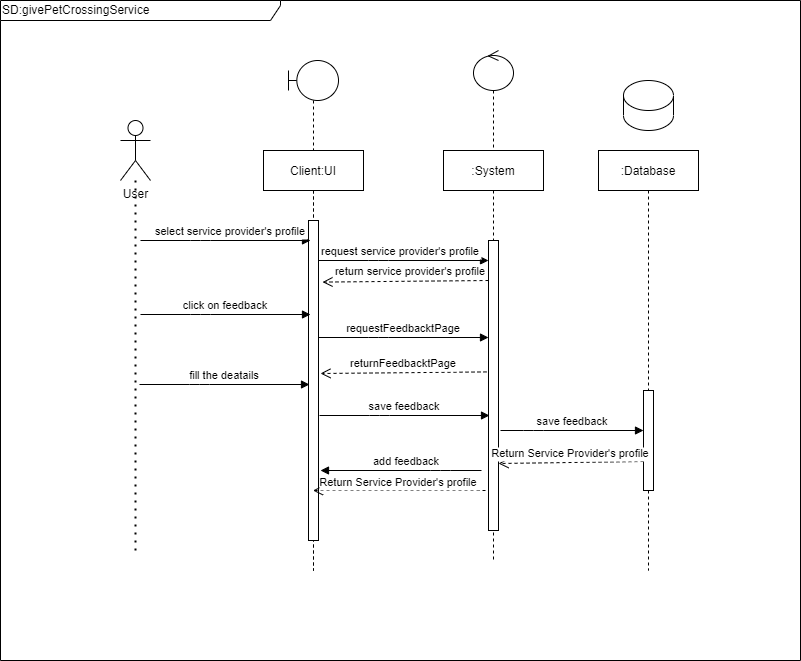 SD:givePetCrossingService
User
Client:UI
:System
:Database
select service provider's profile
request service provider's profile
return service provider's profile
click on feedback
requestFeedbacktPage
returnFeedbacktPage
fill the deatails
save feedback
save feedback
Return Service Provider's profile
add feedback
Return Service Provider's profile